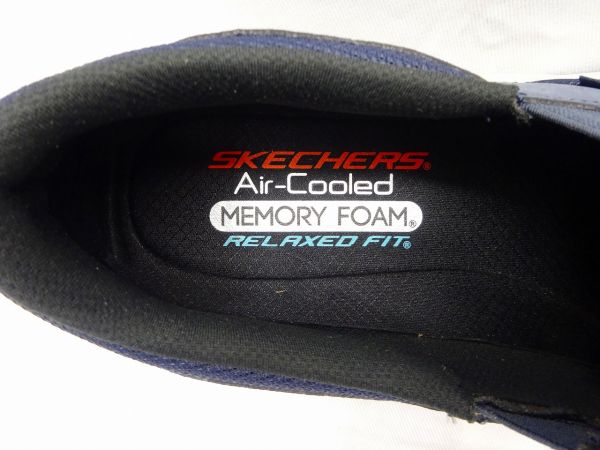 SKECHERS®
Air-Cooled
MEMORY FOAM®
RELAXED FIT®